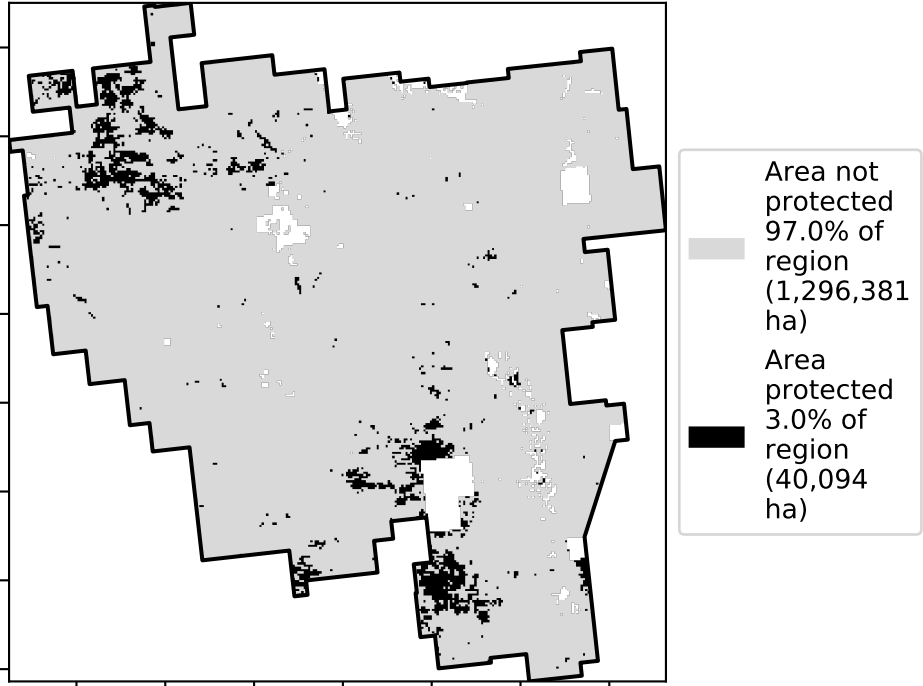 Area not
protected
97.0% of
region
(1,296,381
ha)
Area
protected
3.0% of
region
(40,094
ha)